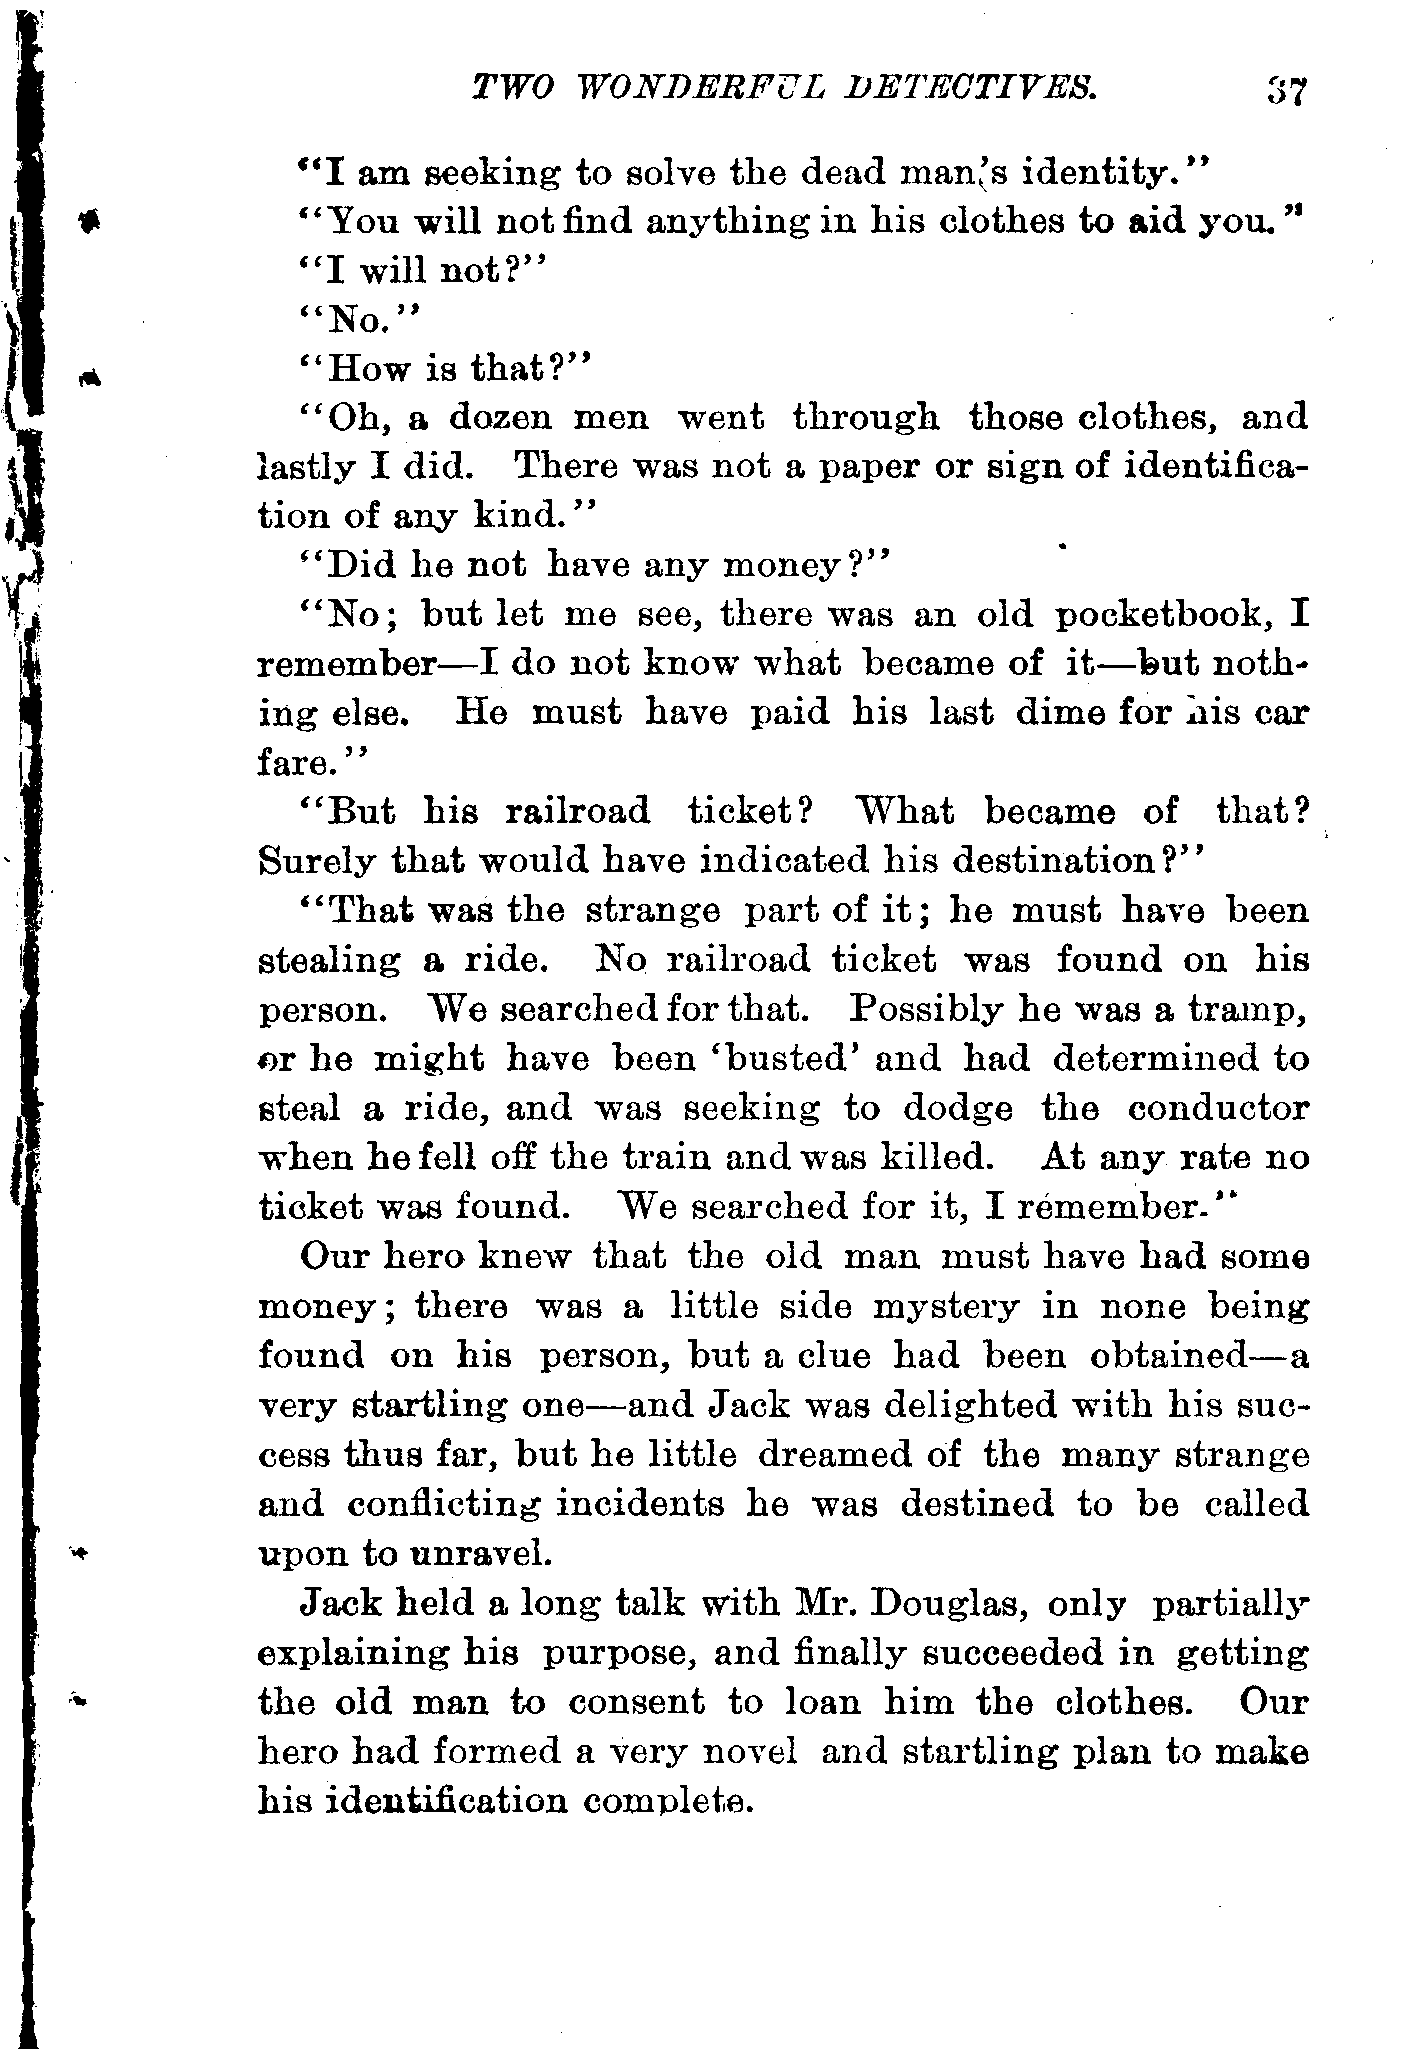 TWO WONDERFUL DETECTIVES. 37
"I am seeking to solve the dead man's identity."
"You will not find anything in his clothes to aid you."
"I will not?"
"No."
"How is that?"
"Oh, a dozen men went through those clothes, and
lastly I did. There was not a paper or sign of identifica-
tion of any kind."
"Did he not have any money?"
"No; but let me see, there was an old pocketbook, I
remember—I do not know what became of it—but noth-
ing else. He must have paid his last dime for his car
fare."
"But his railroad ticket? What became of that?
Surely that would have indicated his destination?"
"That was the strange part of it; he must have been
stealing a ride. No railroad ticket was found on his
person. We searched for that. Possibly he was a tramp,
or he might have been 'busted' and had determined to
steal a ride, and was seeking to dodge the conductor
when he fell off the train and was killed. At any rate no
ticket was found. We searched for it, I remember."
Our hero knew that the old man must have had some
money; there was a little side mystery in none being
found on his person, but a clue had been obtained—a
very startling one—and Jack was delighted with his suc-
cess thus far, but he little dreamed of the many strange
and conflicting incidents he was destined to be called
upon to unravel.
Jack held a long talk with Mr. Douglas, only partially
explaining his purpose, and finally succeeded in getting
the old man to consent to loan him the clothes. Our
hero had formed a very novel and startling plan to make
his identification complete.